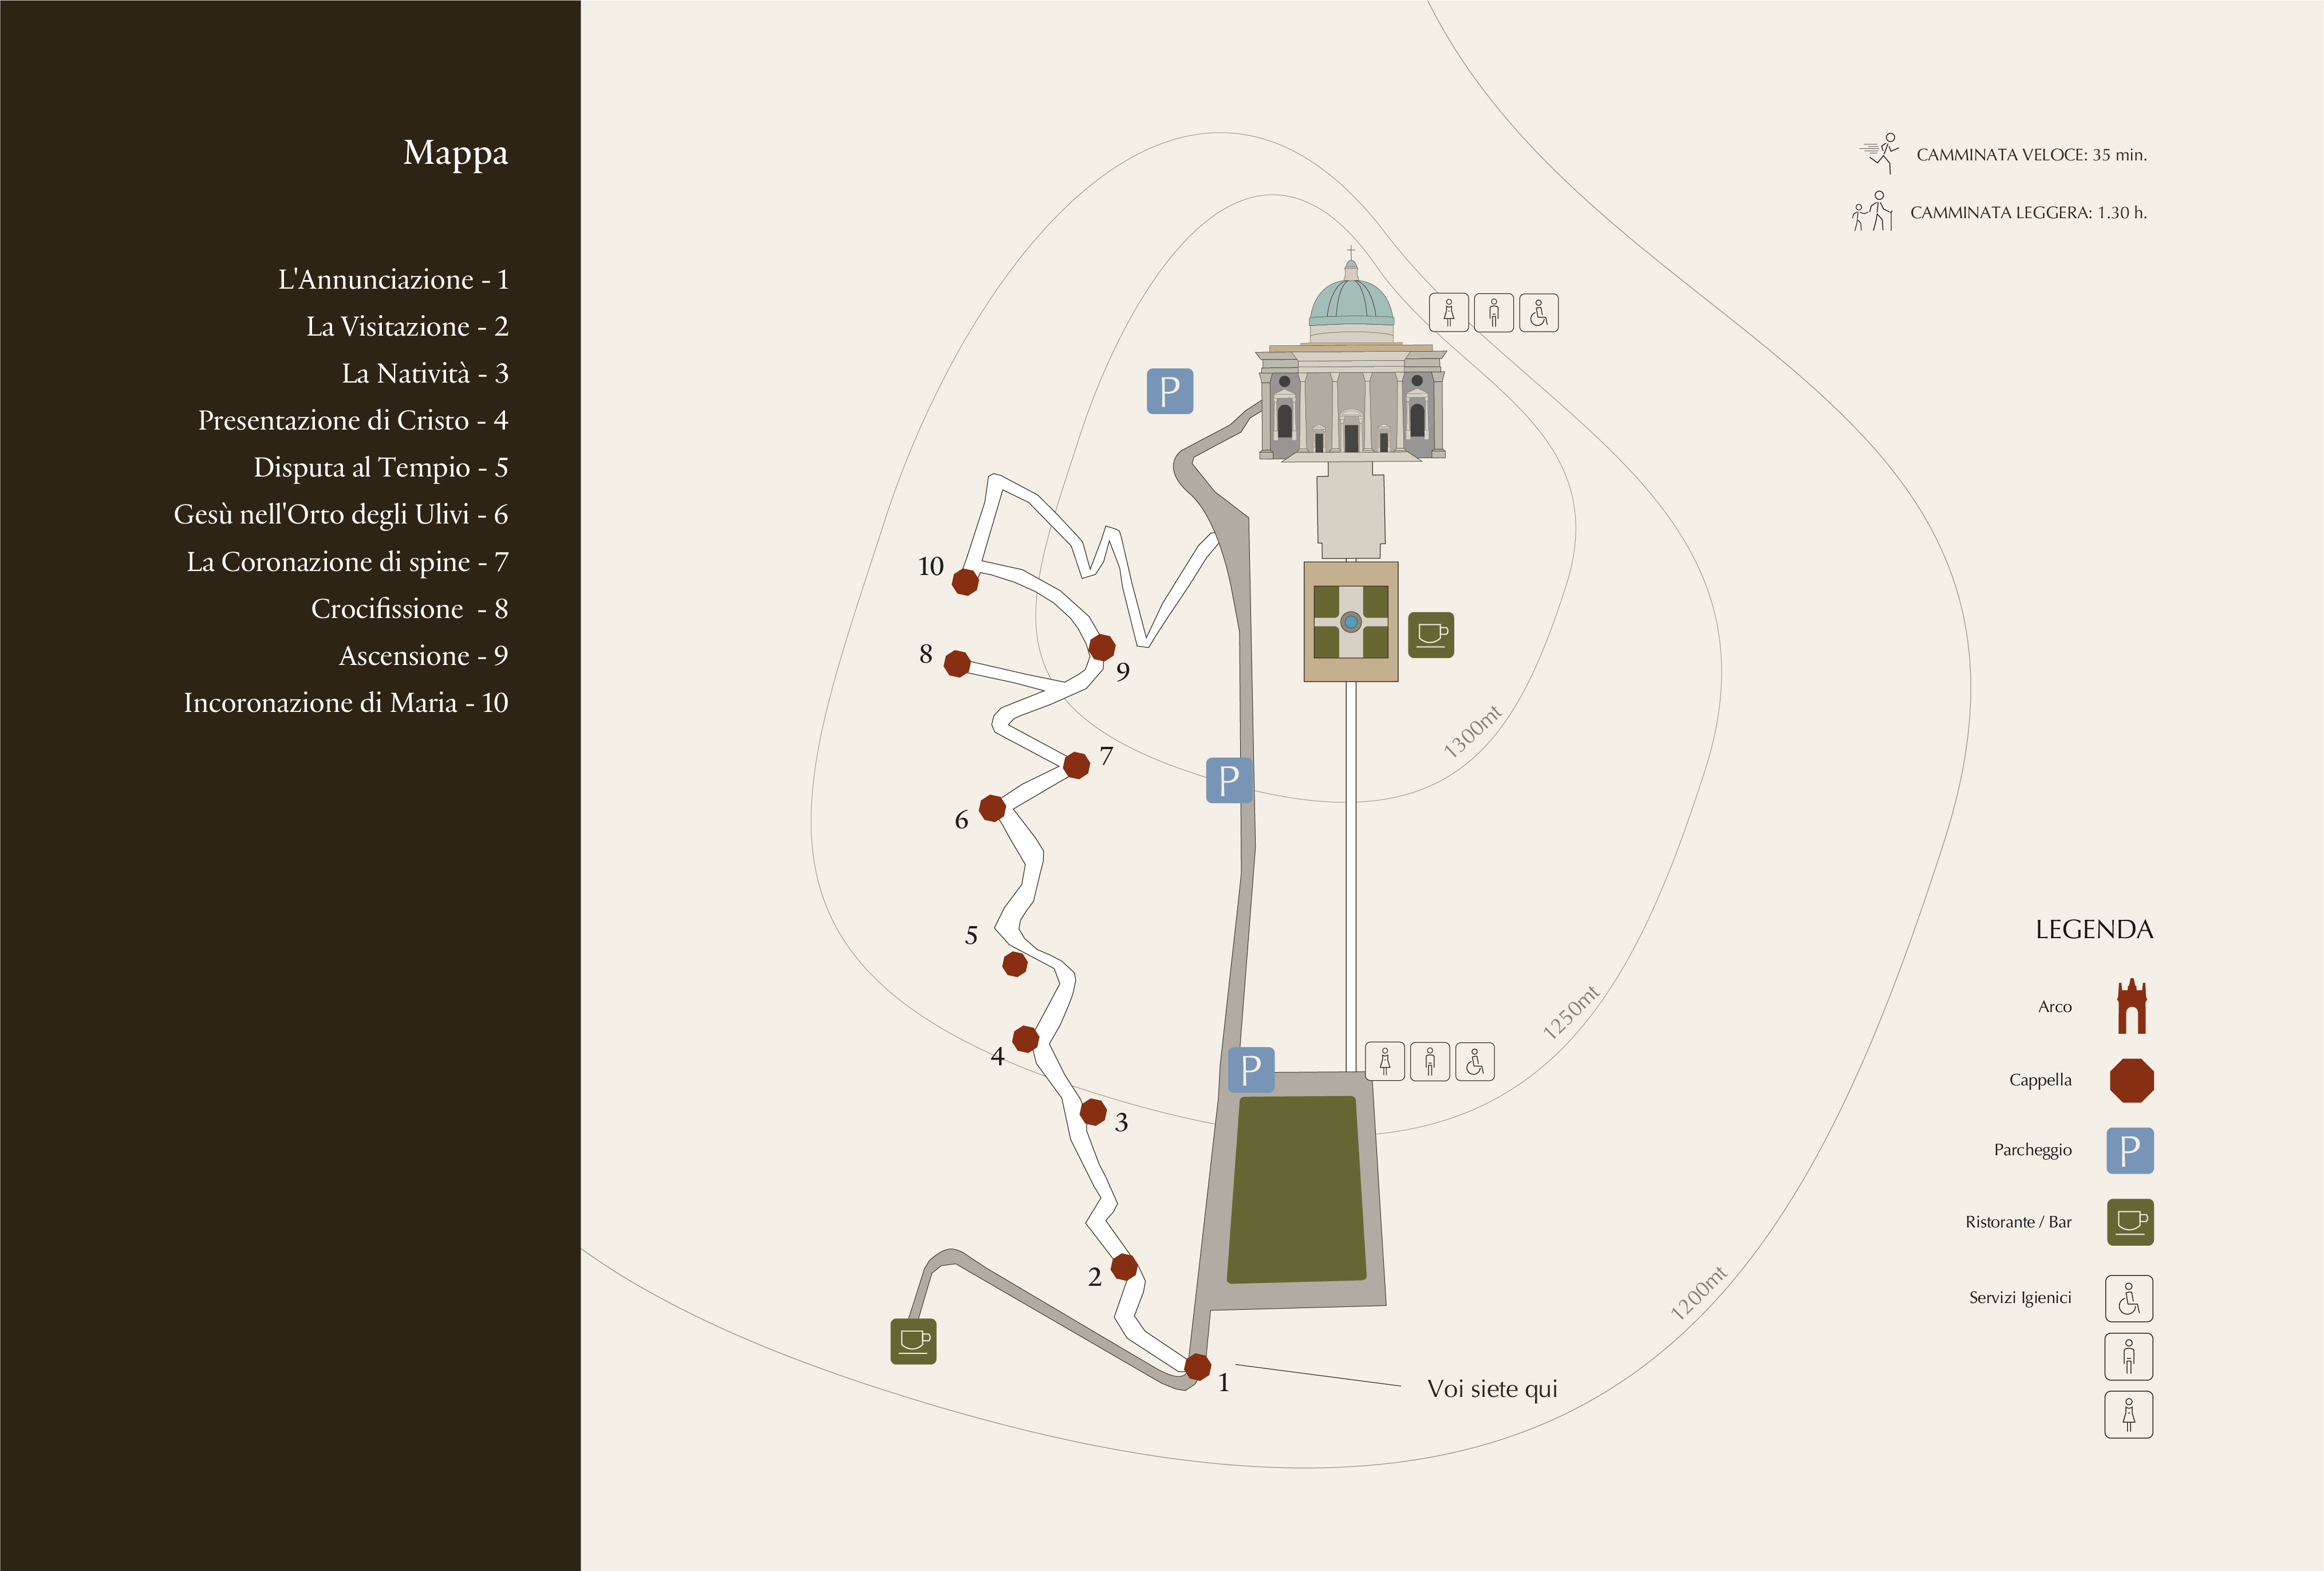 Mappa
L'Annunciazione - 1
La Visitazione - 2
La Natività - 3
Presentazione di Cristo - 4
Disputa al Tempio - 5
Gesù nell'Orto degli Ulivi - 6
La Coronazione di spine - 7
Crocifissione - 8
Ascensione - 9
Incoronazione di Maria - 10
CAMMINATA VELOCE: 35 min.
CAMMINATA LEGGERA: 1.30 h.
P
10
8
9
7
1300mt
P
6
5
1250mt
4
P
3
2
1200mt
1
Voi siete qui
LEGENDA
Arco
Cappella
Parcheggio P
Ristorante / Bar
Servizi Igienici